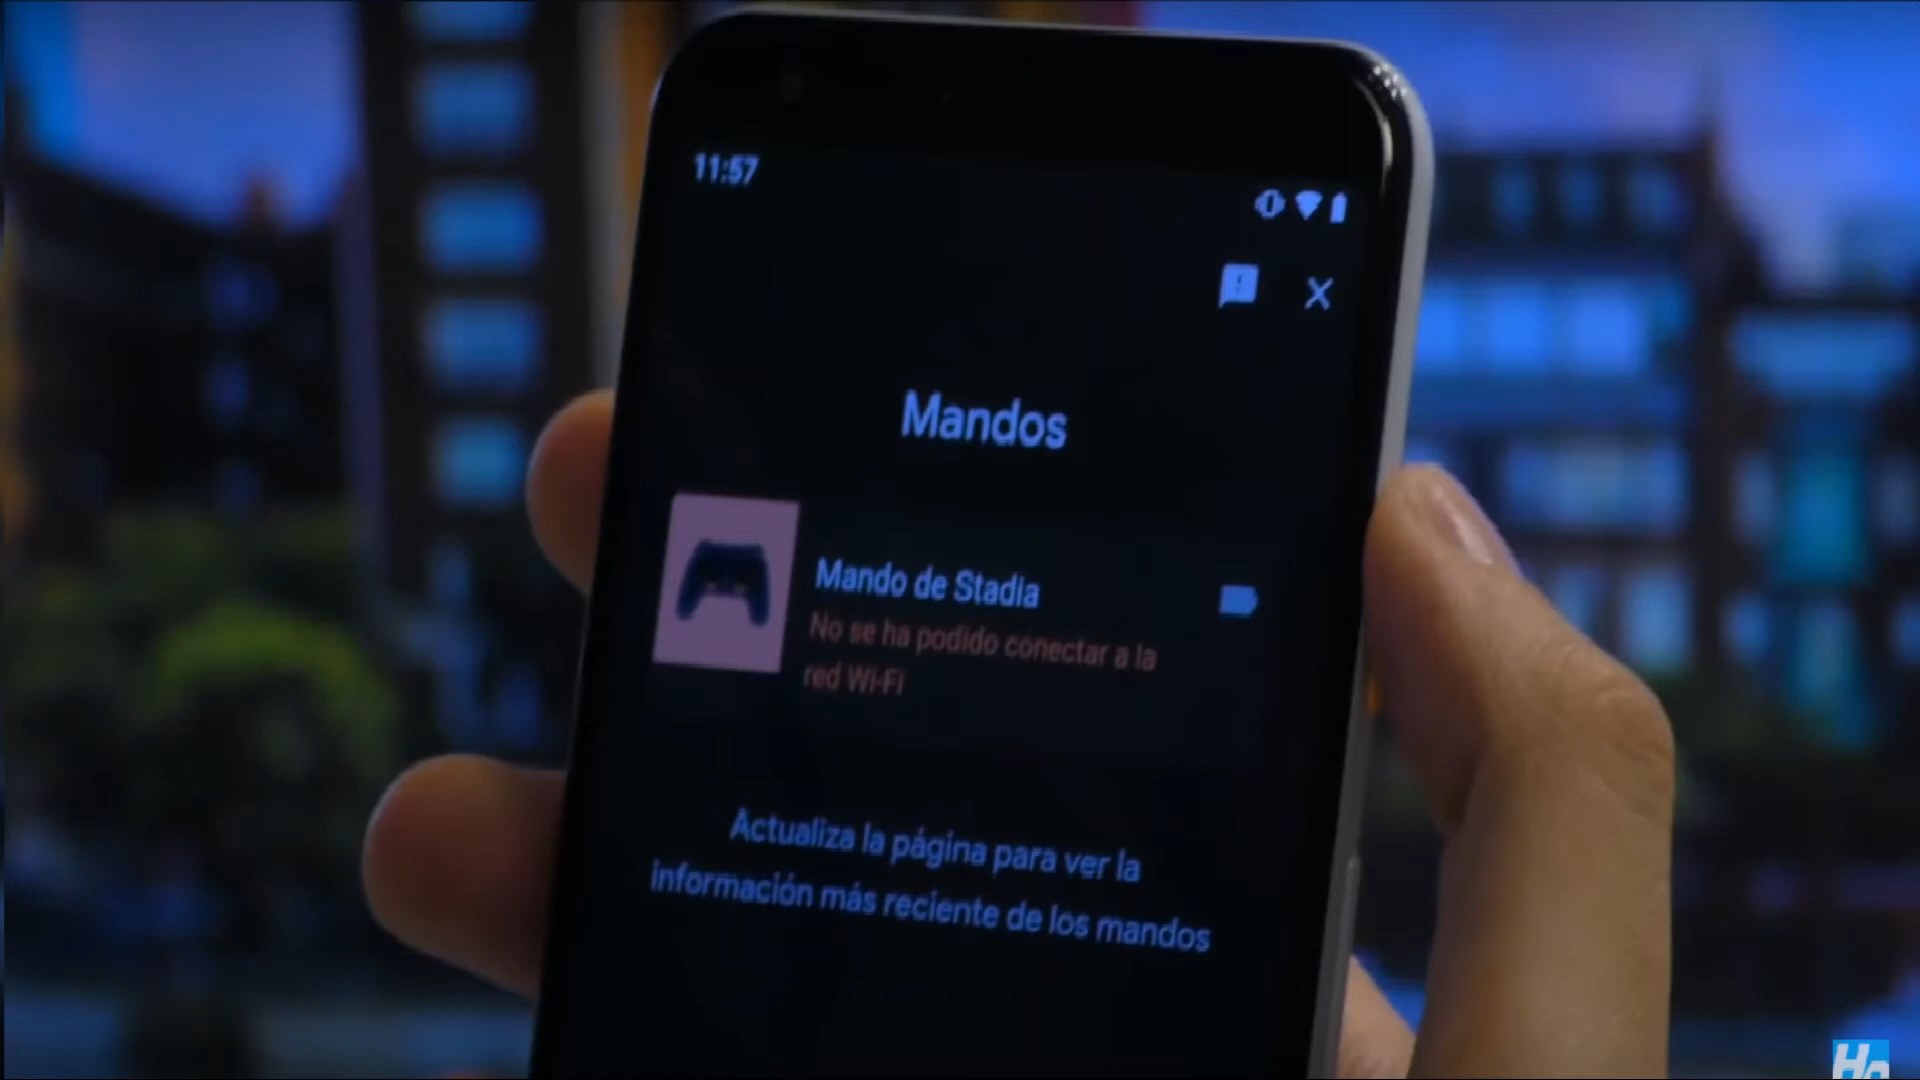 11:57
Mandos
Mando de Stadia
No se ha podido conectar a la
red Wi-Fi
Actualiza la página para ver la
información más reciente de los mandos